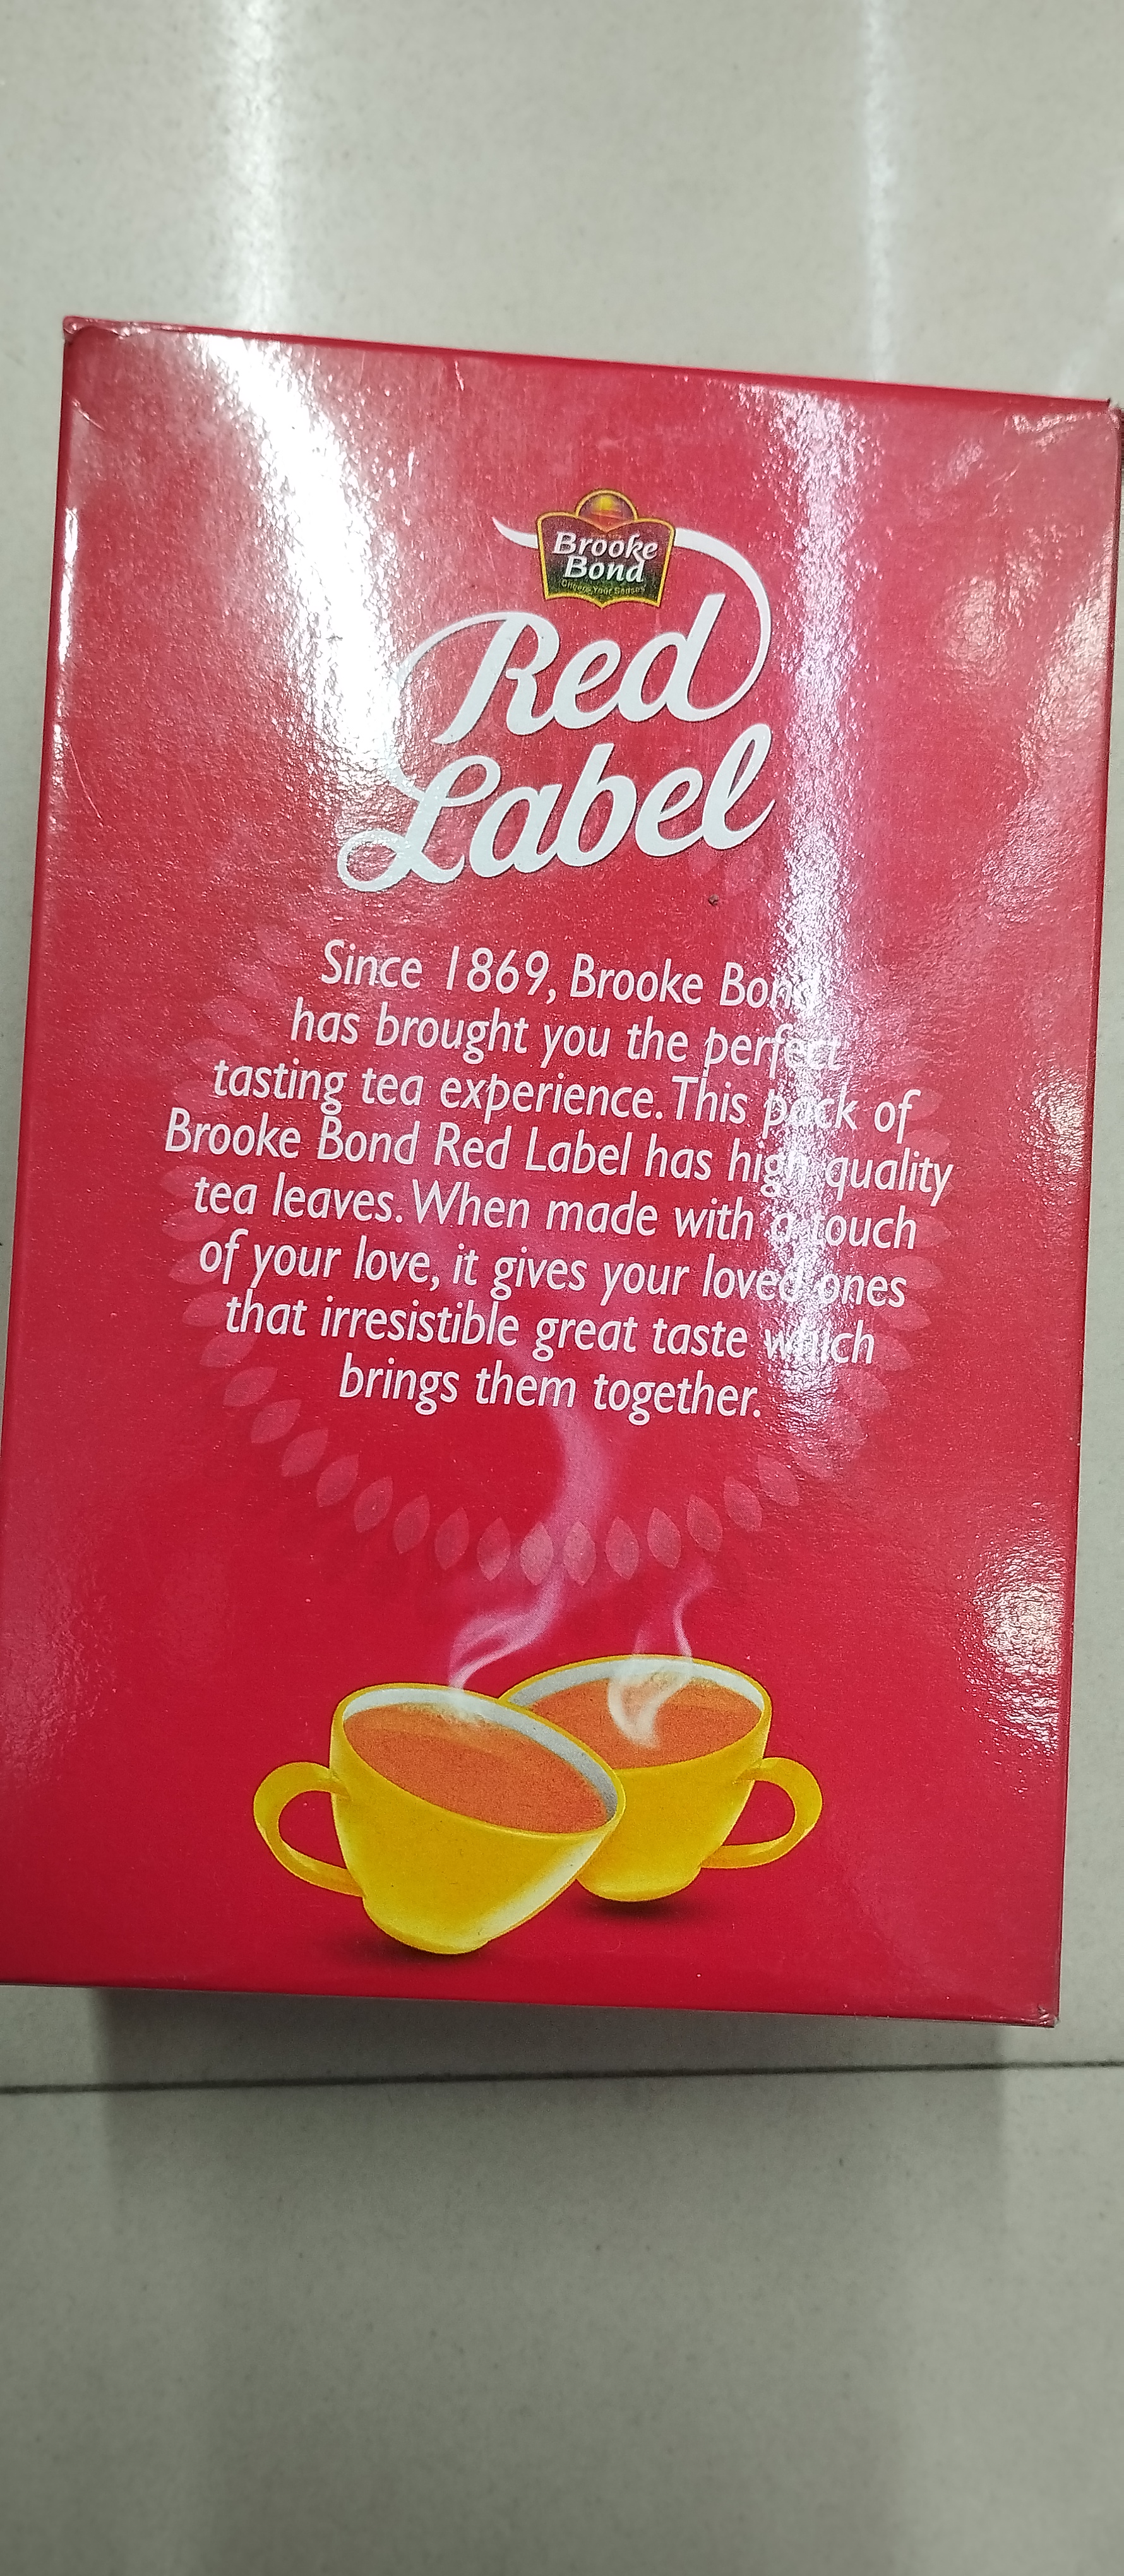 Brooke
Bond
Red
Label
Since 1869, Brooke Bond
has brought you the perfect
tasting tea experience. This pack of
Brooke Bond Red Label has high quality
tea leaves. When made with a touch
of your love, it gives your loved ones
that irresistible great taste which
brings them together.